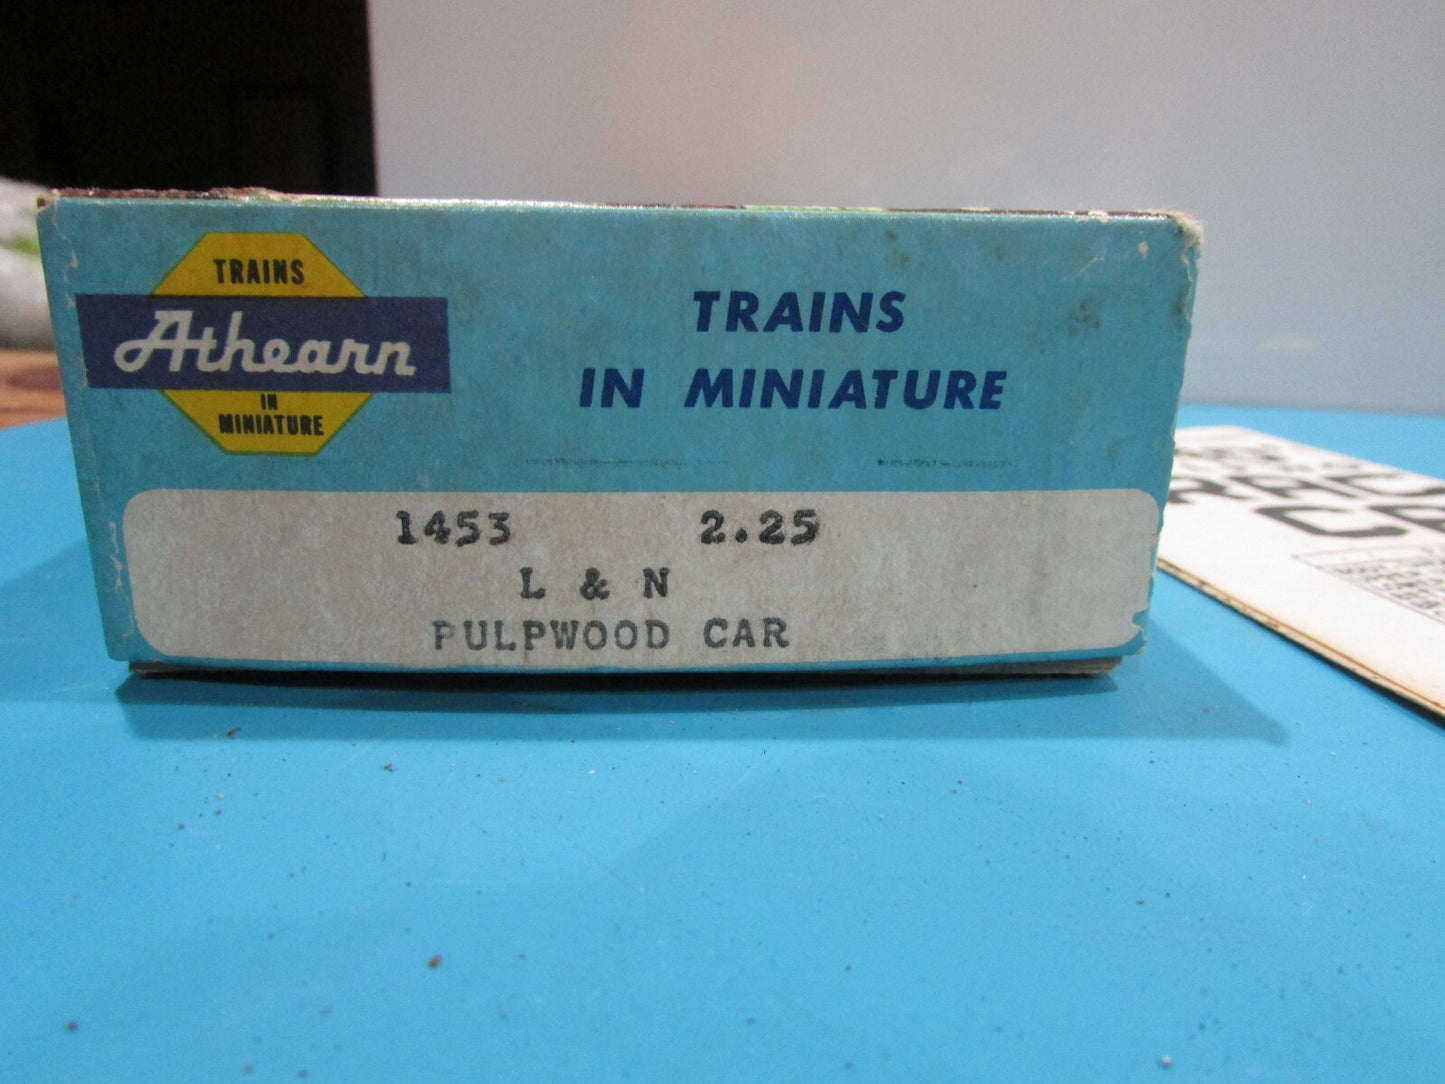 TRAINS
Athearn
IN
MINIATURE
TRAINS
IN MINIATURE
1453 2.25
L & N
PULPWOOD CAR